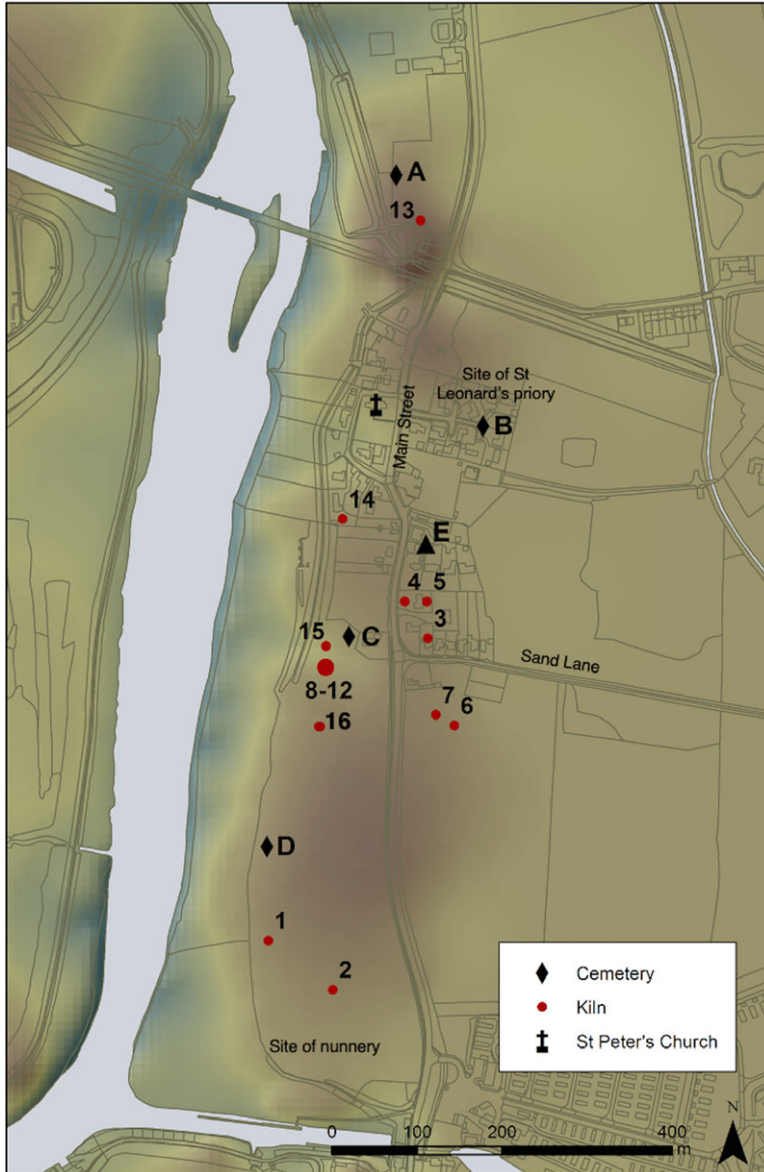 A
13
Site of St
Leonard's priory
Main Street
B
14
E
4
5
3
15
C
Sand Lane
8-12
7
6
16
D
1
2
Site of nunnery
Cemetery
Kiln
St Peter's Church
N
0
100
200
400
m